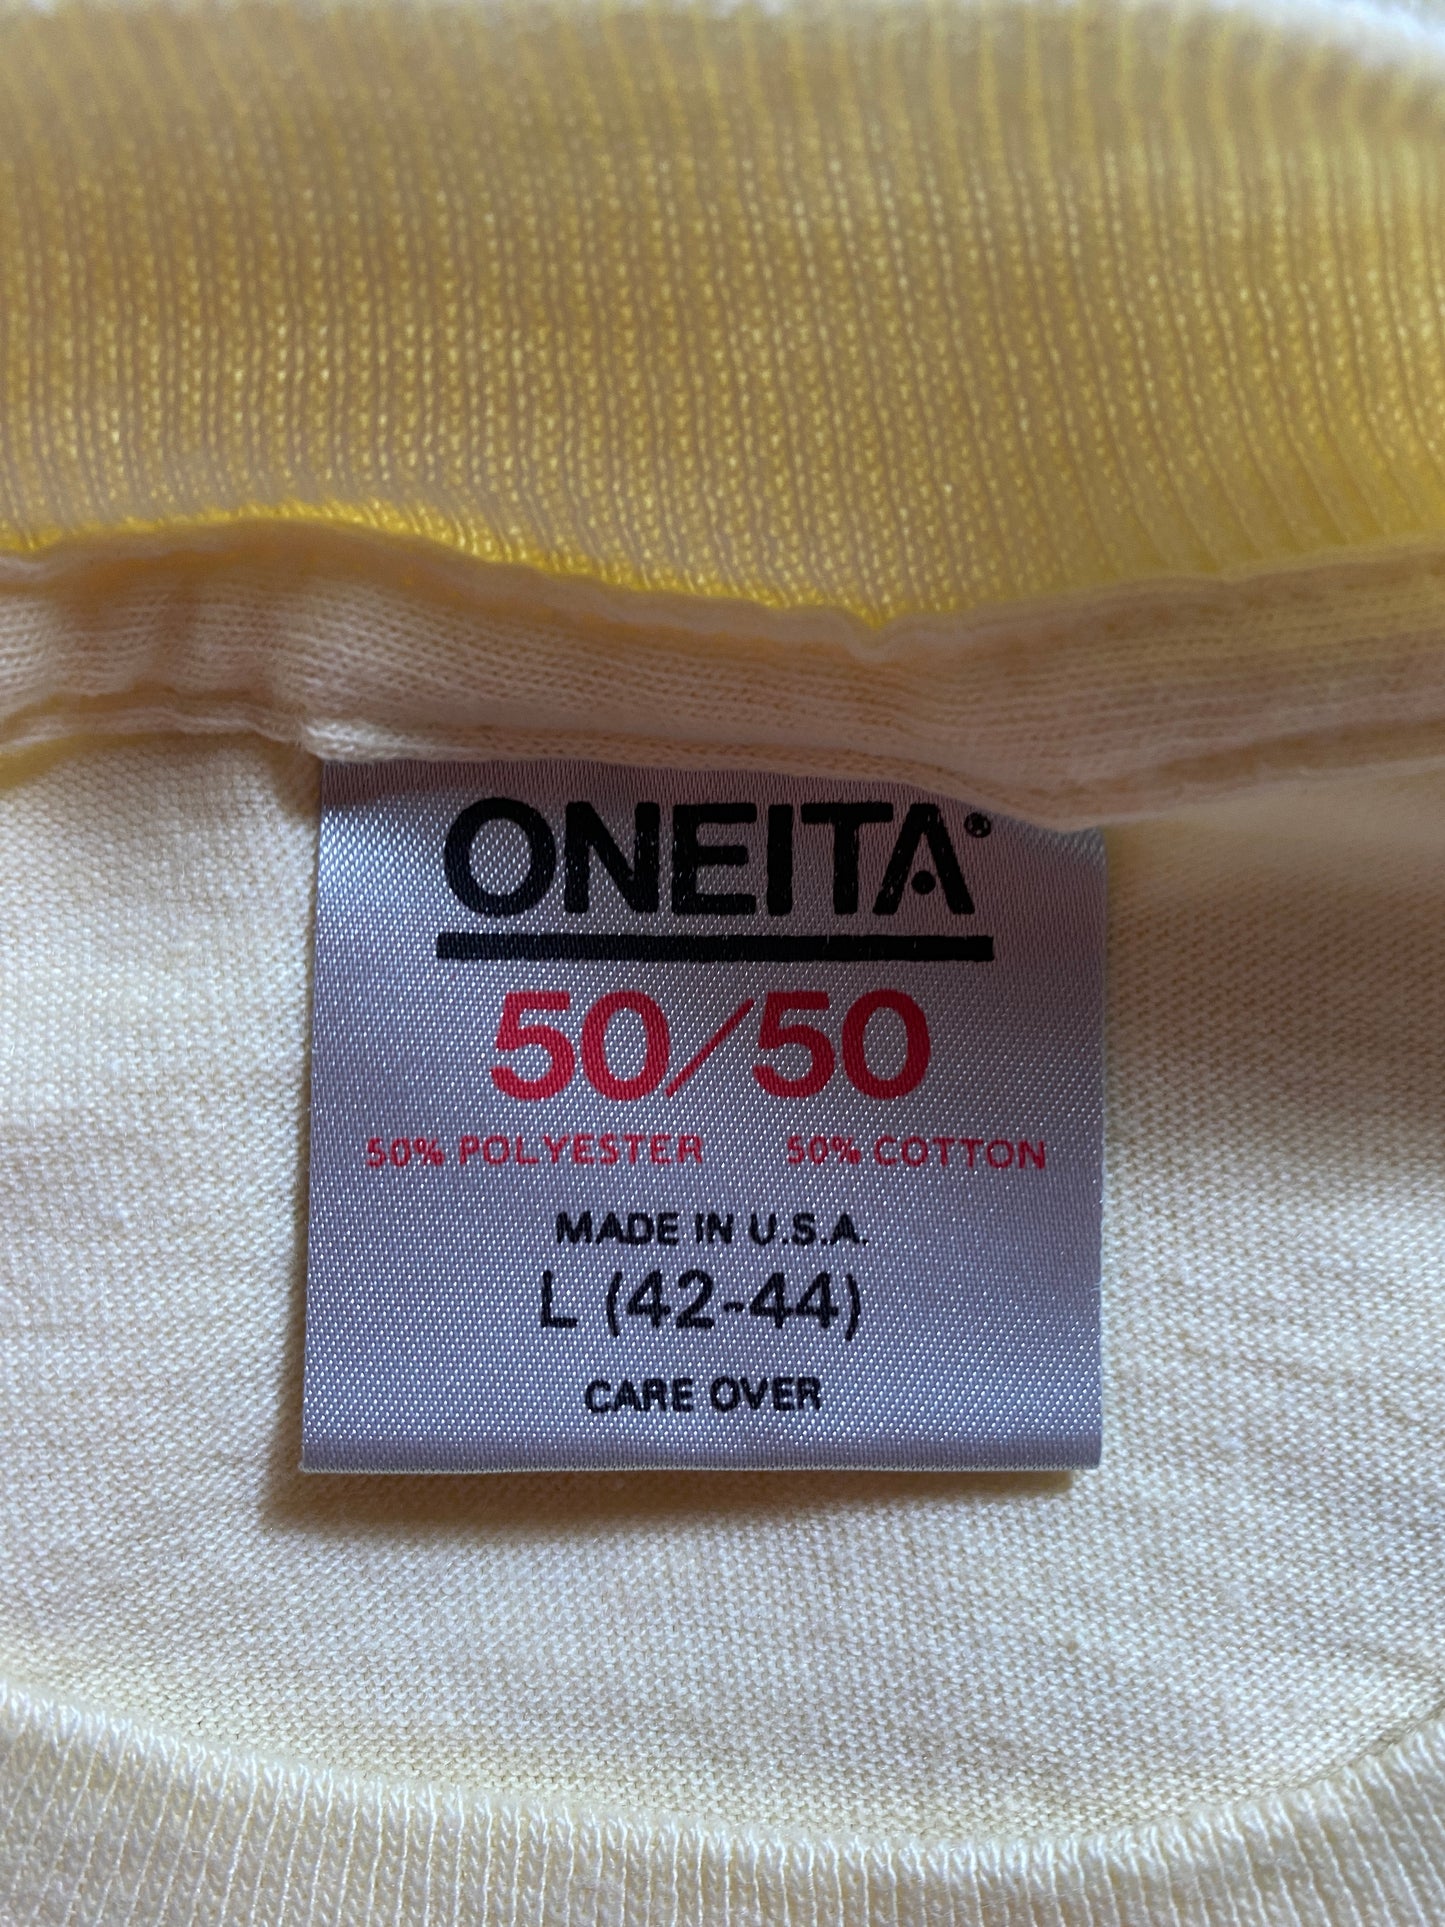 ONEITA®
50/50
50% POLYESTER 50% COTTON
MADE IN U.S.A.
L (42-44)
CARE OVER